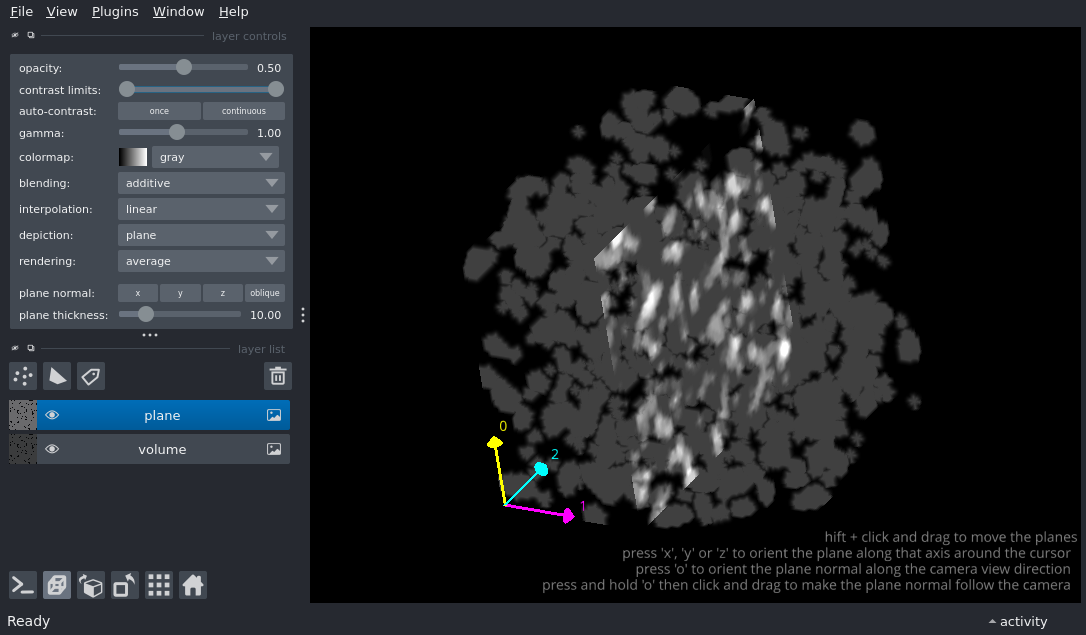 File View Plugins Window Help
layer controls
opacity: 0.50
contrast limits:
auto-contrast: once continuous
gamma: 1.00
colormap: gray
blending: additive
interpolation: linear
depiction: plane
rendering: average
plane normal: x y z oblique
plane thickness: 10.00
layer list
plane
volume
0
2
1
hift + click and drag to move the planes
press 'x', 'y' or 'z' to orient the plane along that axis around the cursor
press 'o' to orient the plane normal along the camera view direction
press and hold 'o' then click and drag to make the plane normal follow the camera
Ready
activity